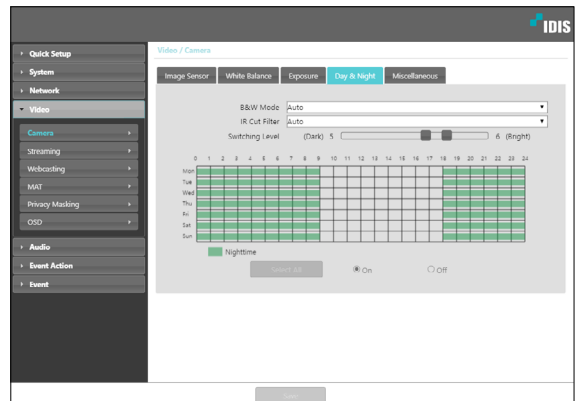 IDIS
Quick Setup
System
Network
Video
Camera
Streaming
Webcasting
MAT
Privacy Masking
OSD
Audio
Event Action
Event
Video / Camera
Image Sensor White Balance Exposure Day & Night Miscellaneous
B&W Mode Auto
IR Cut Filter Auto
Switching Level (Dark) 5 6 (Bright)
0 1 2 3 4 5 6 7 8 9 10 11 12 13 14 15 16 17 18 19 20 21 22 23 24
Mon
Tue
Wed
Thu
Fri
Sat
Sun
Nighttime
Select All On Off
Save